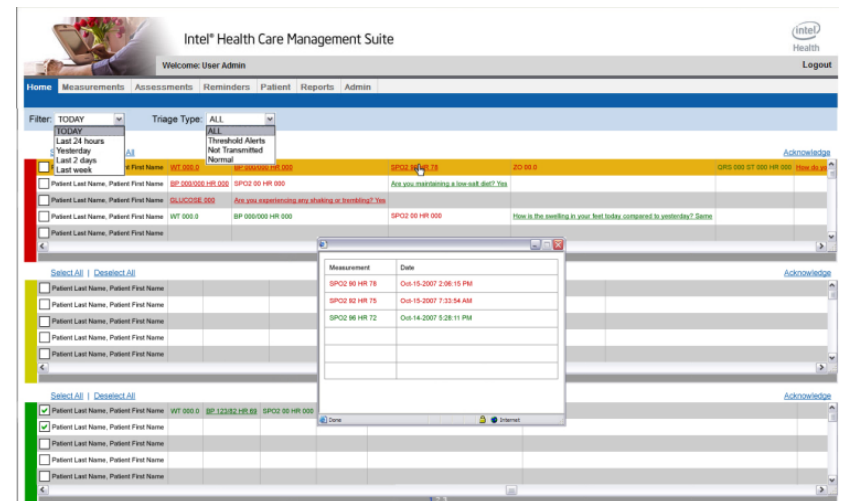 Intel® Health Care Management Suite
intel
Health
Welcome: User Admin
Logout
Home Measurements Assessments Reminders Patient Reports Admin
Filter: TODAY Triage Type: ALL
TODAY ALL
Last 24 hours Threshold Alerts
Yesterday Not Transmitted
Last 2 days Normal
Last week
All Acknowledge
First Name WT 000.0 BP 000/000 HR 000 SPO2 HR 78 ZO 00.0 QRS 000 ST 000 HR 000 How do yo
Patient Last Name, Patient First Name BP 000/000 HR 000 SPO2 00 HR 000 Are you maintaining a low-salt diet? Yes
Patient Last Name, Patient First Name GLUCOSE 000 Are you experiencing any shaking or trembling? Yes
Patient Last Name, Patient First Name WT 000.0 BP 000/000 HR 000 SPO2 00 HR 000 How is the swelling in your feet today compared to yesterday? Same
Patient Last Name, Patient First Name
Select All | Deselect All Acknowledge
Patient Last Name, Patient First Name
Patient Last Name, Patient First Name
Patient Last Name, Patient First Name
Patient Last Name, Patient First Name
Patient Last Name, Patient First Name
Measurement Date
SPO2 90 HR 78 Oct-15-2007 2:06:15 PM
SPO2 92 HR 75 Oct-15-2007 7:33:54 AM
SPO2 96 HR 72 Oct-14-2007 5:28:11 PM
Done Internet
Select All | Deselect All Acknowledge
Patient Last Name, Patient First Name WT 000.0 BP 123/82 HR 69 SPO2 00 HR 000
Patient Last Name, Patient First Name
Patient Last Name, Patient First Name
Patient Last Name, Patient First Name
Patient Last Name, Patient First Name